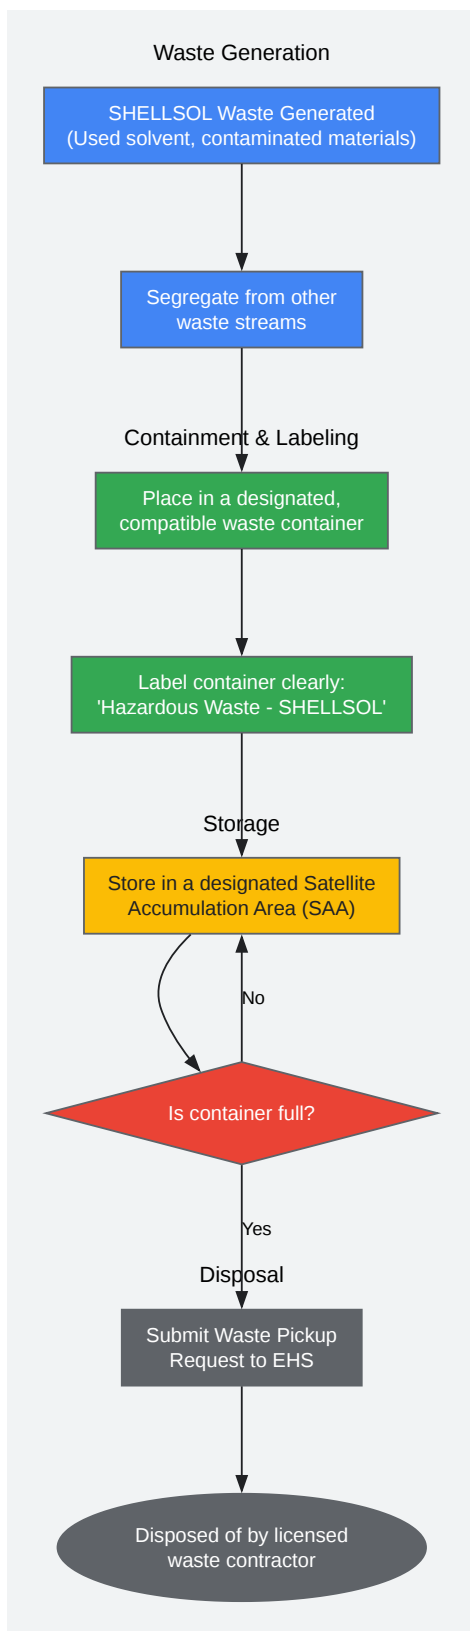 Waste Generation
SHELLSOL Waste Generated
(Used solvent, contaminated materials)
Segregate from other
waste streams
Containment & Labeling
Place in a designated,
compatible waste container
Label container clearly:
'Hazardous Waste - SHELLSOL'
Storage
Store in a designated Satellite
Accumulation Area (SAA)
No
Is container full?
Yes
Disposal
Submit Waste Pickup
Request to EHS
Disposed of by licensed
waste contractor